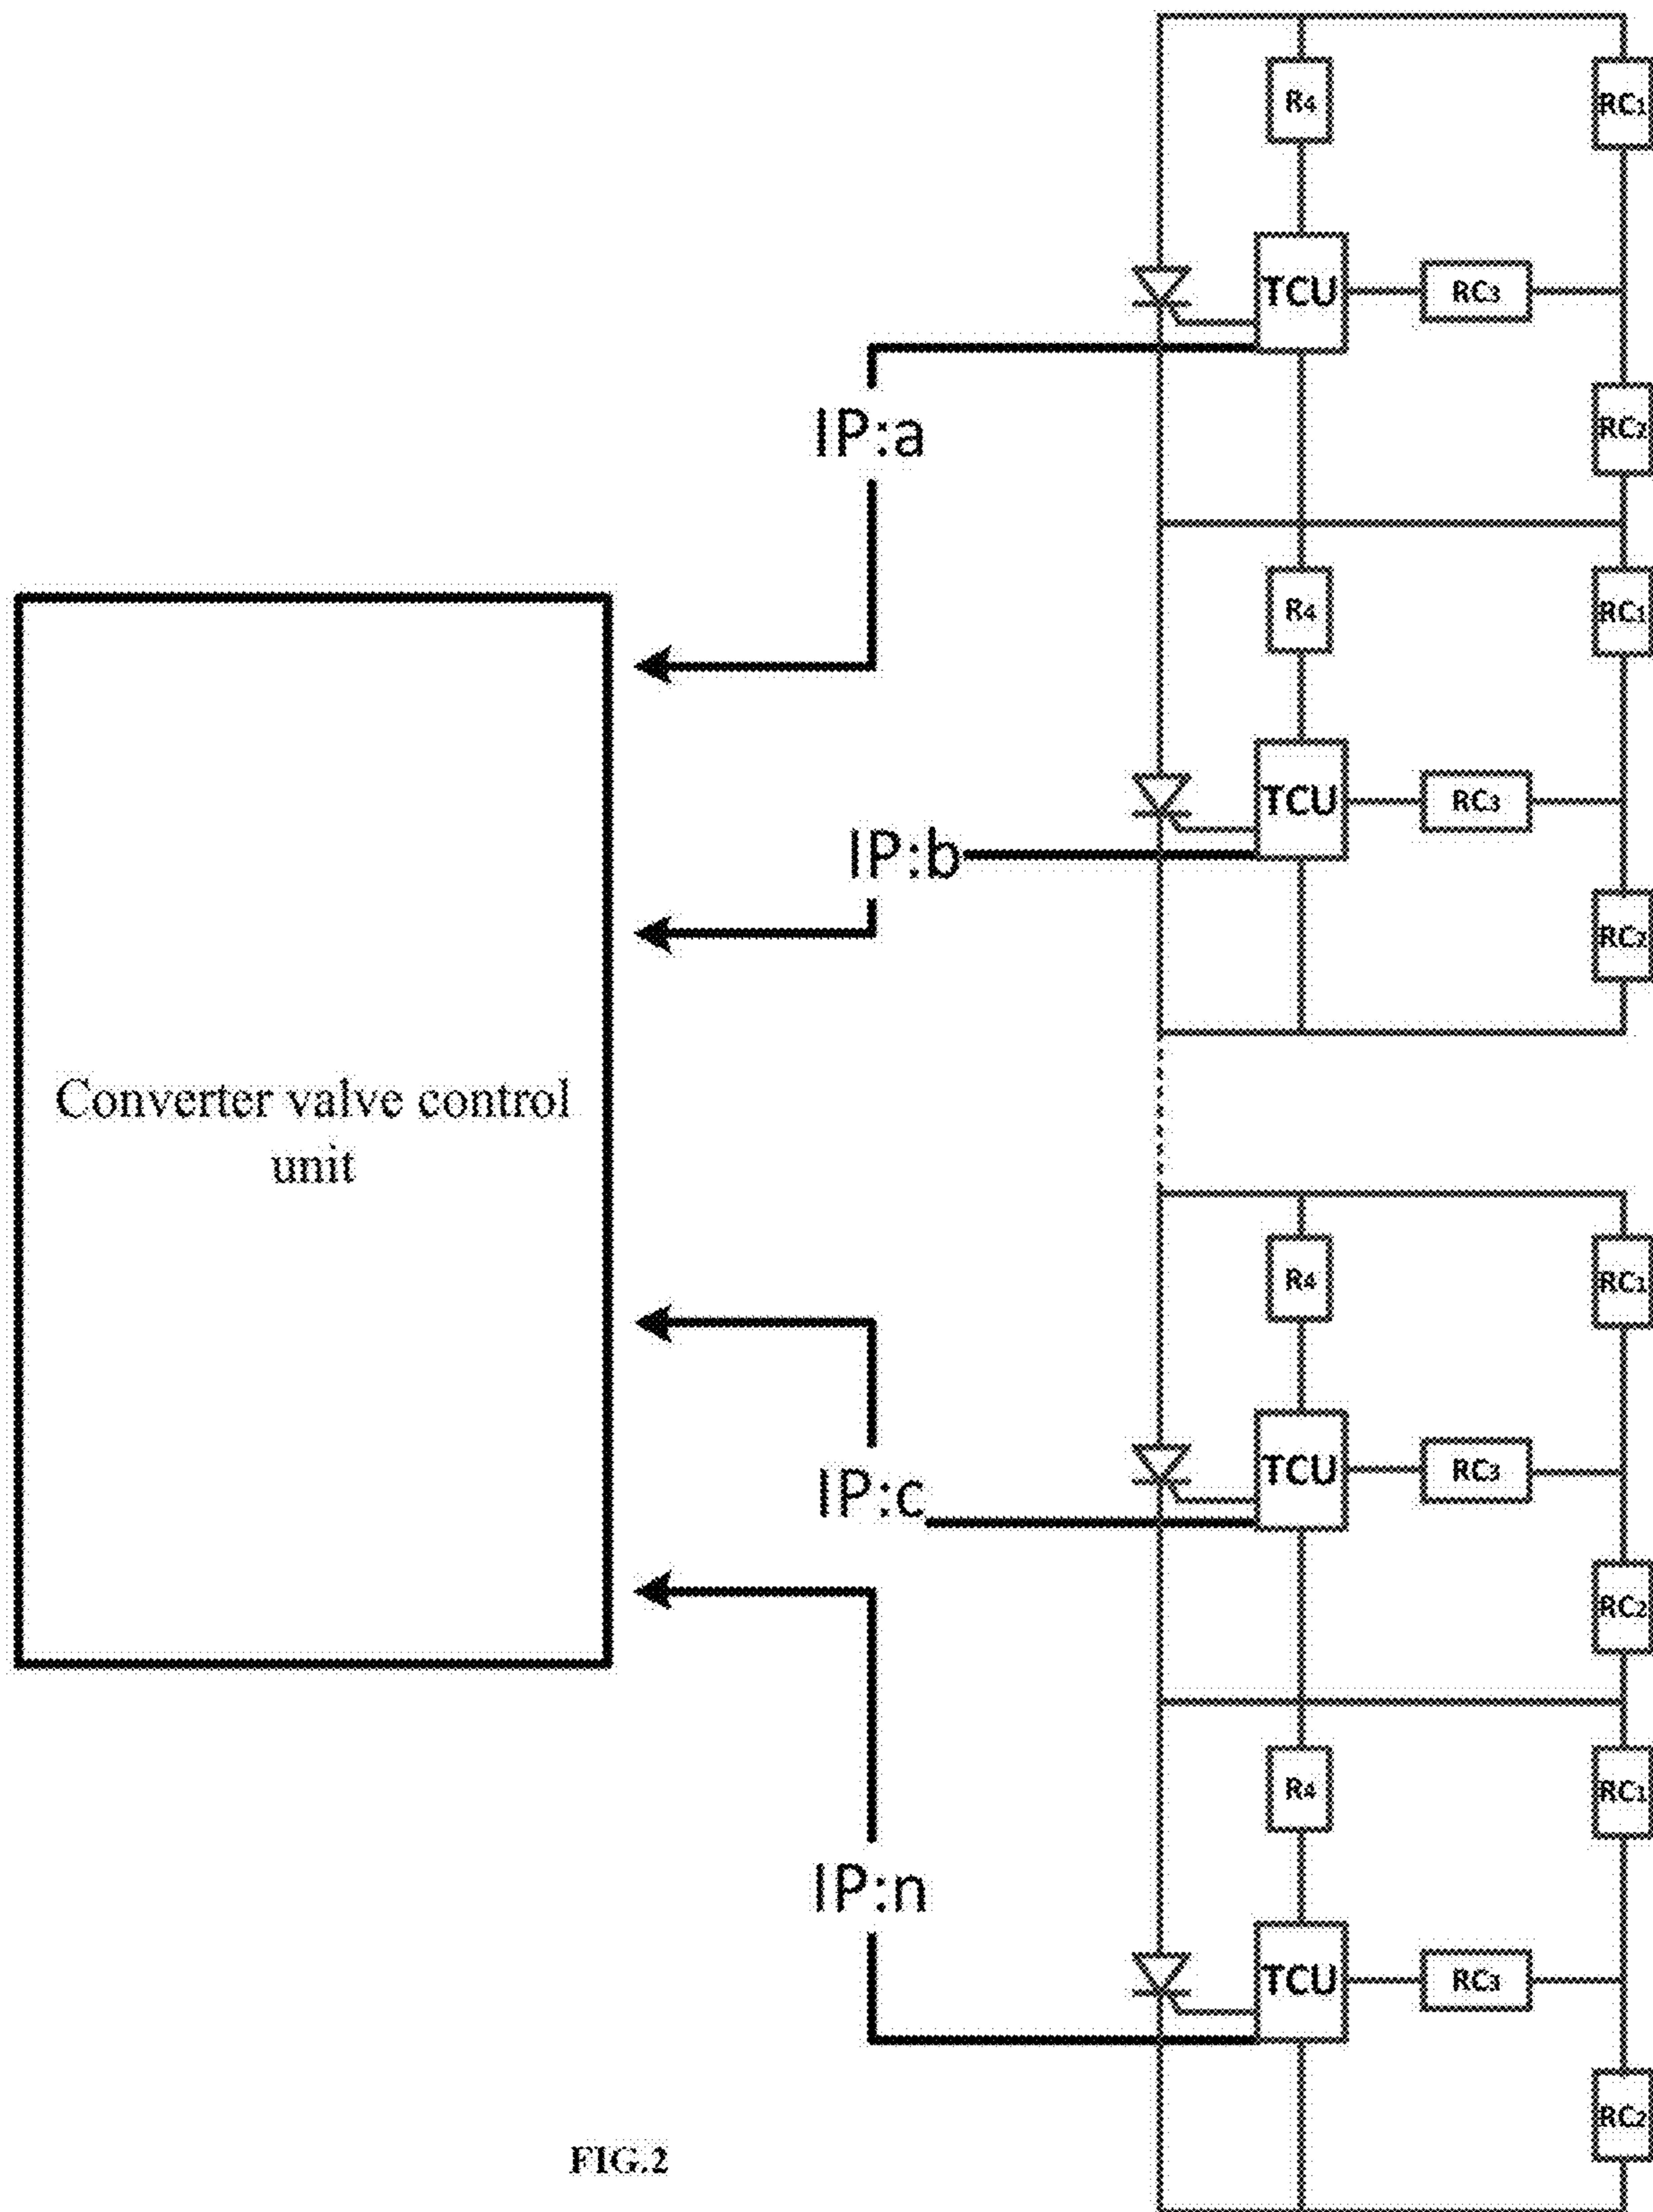 R4
RC1
TCU
RC3
IP:a
RC2
R4
RC1
TCU
RC3
IP:b
RC2
Converter valve control
unit
R4
RC1
TCU
RC3
IP:c
RC2
R4
RC1
IP:n
TCU
RC3
RC2
FIG.2